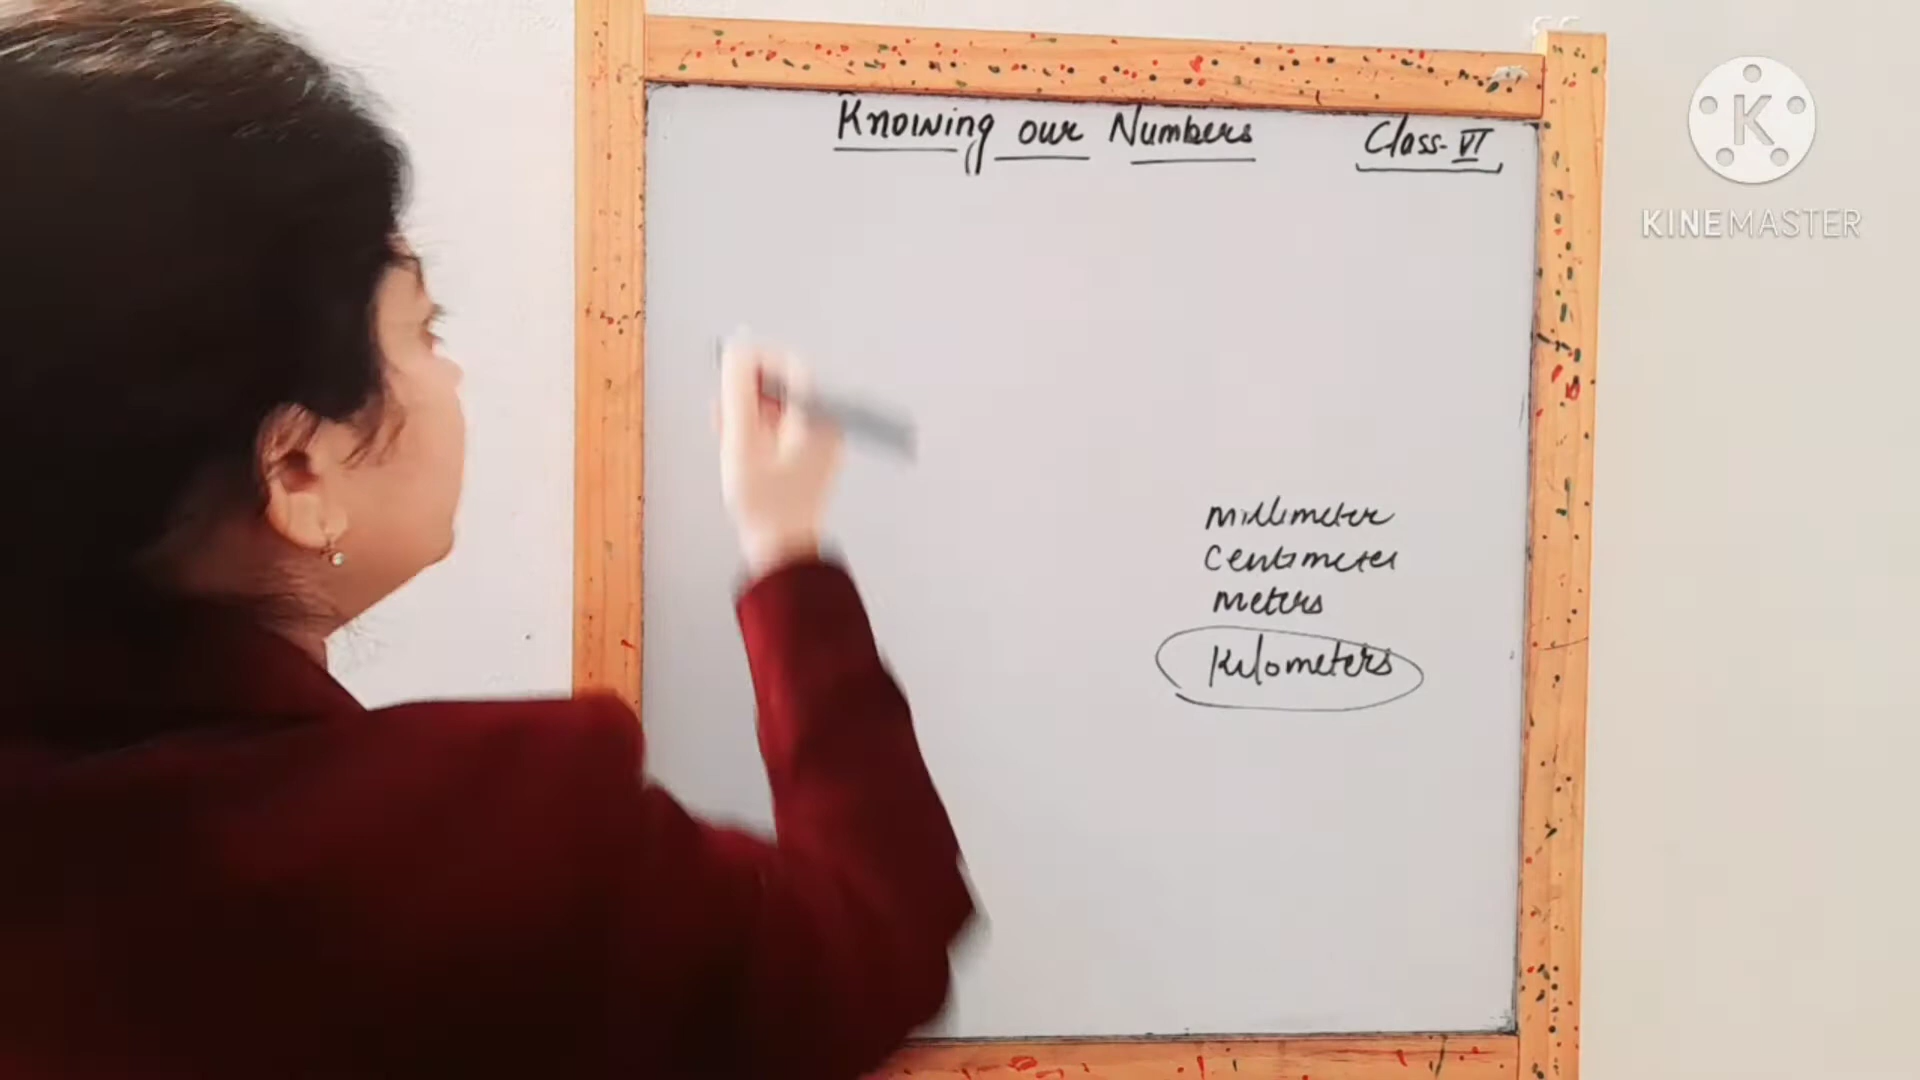 Knowing our Numbers Class-VI
millimeter
Centimeter
meters
Kilometers
K
KINEMASTER